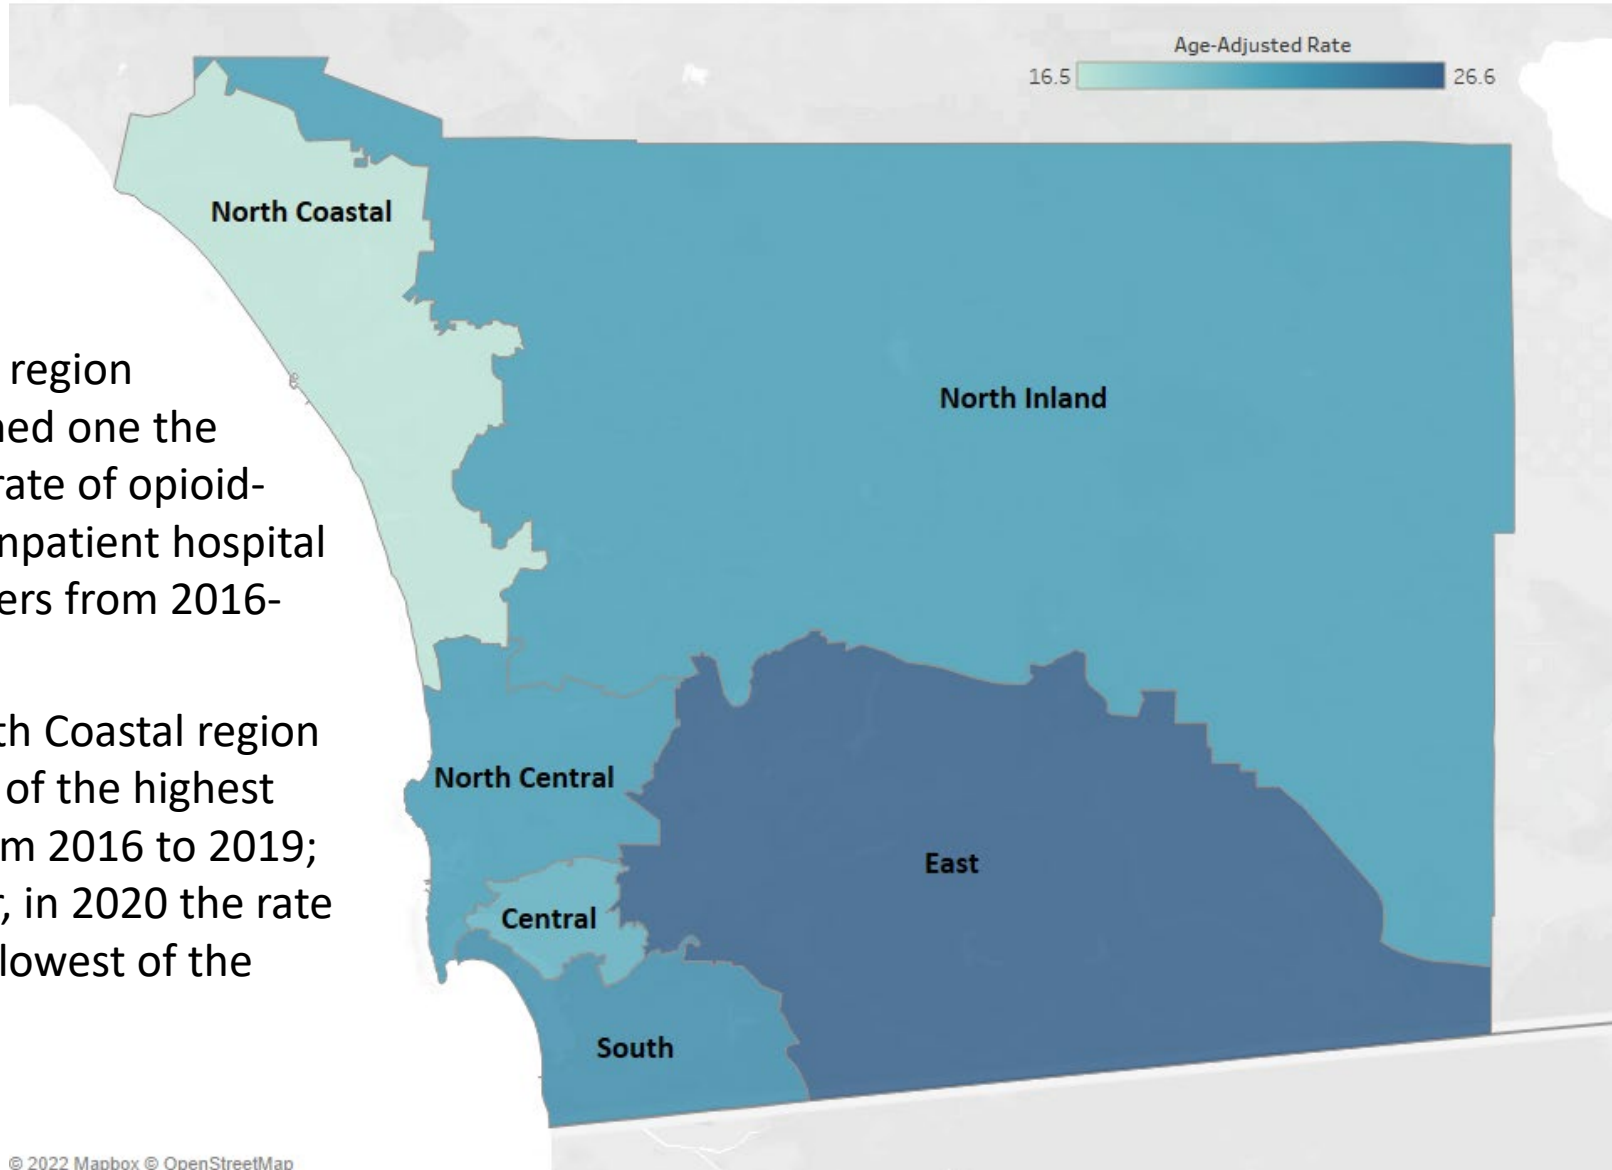 Age-Adjusted Rate
16.5
26.6
North Coastal
region
ned one the
North Inland
rate of opioid-
npatient hospital
ers from 2016-
th Coastal region
of the highest
North Central
m 2016 to 2019;
East
, in 2020 the rate
Central
lowest of the
South
© 2022 Mapbox © OpenStreetMap